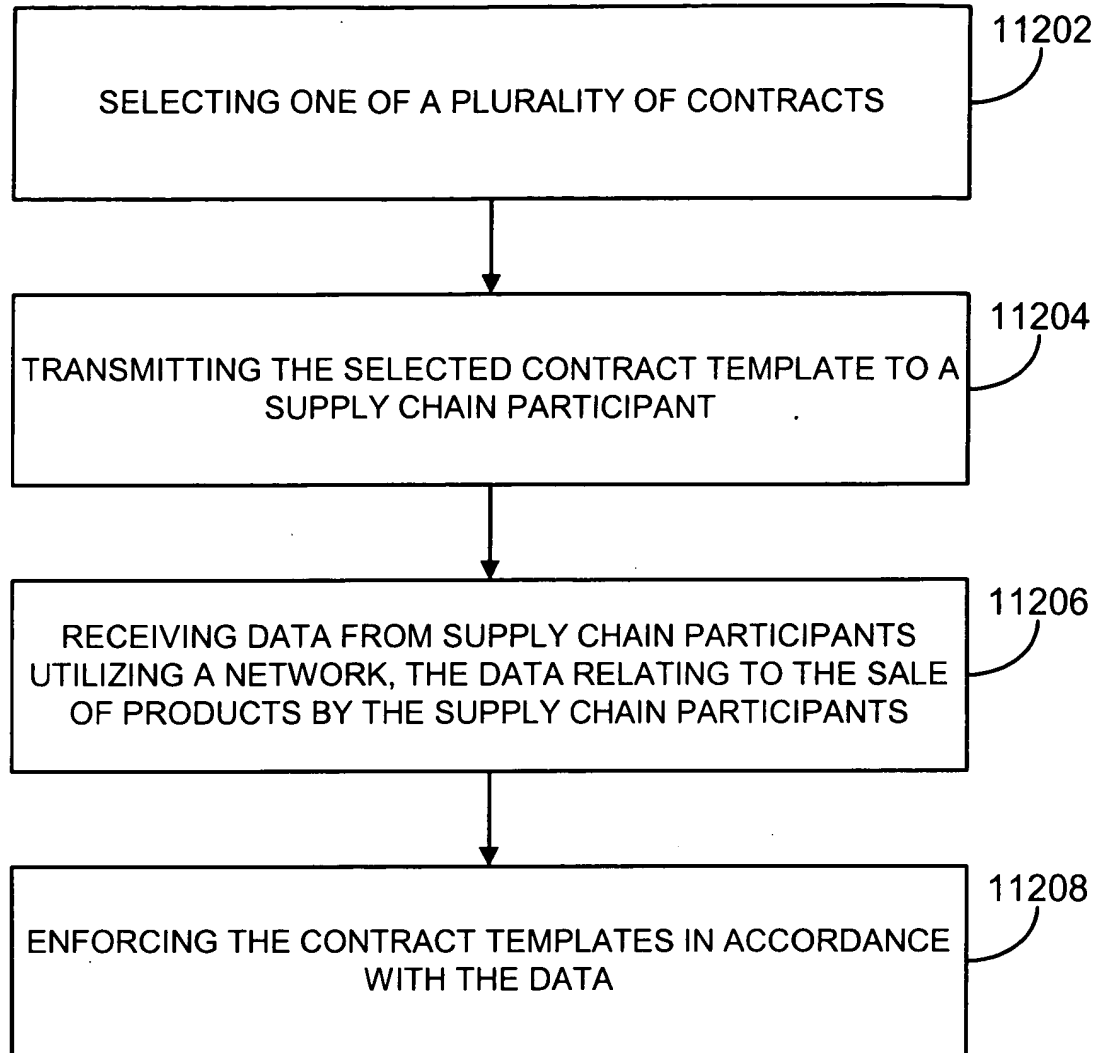 11202
SELECTING ONE OF A PLURALITY OF CONTRACTS
11204
TRANSMITTING THE SELECTED CONTRACT TEMPLATE TO A
SUPPLY CHAIN PARTICIPANT
11206
RECEIVING DATA FROM SUPPLY CHAIN PARTICIPANTS
UTILIZING A NETWORK, THE DATA RELATING TO THE SALE
OF PRODUCTS BY THE SUPPLY CHAIN PARTICIPANTS
11208
ENFORCING THE CONTRACT TEMPLATES IN ACCORDANCE
WITH THE DATA